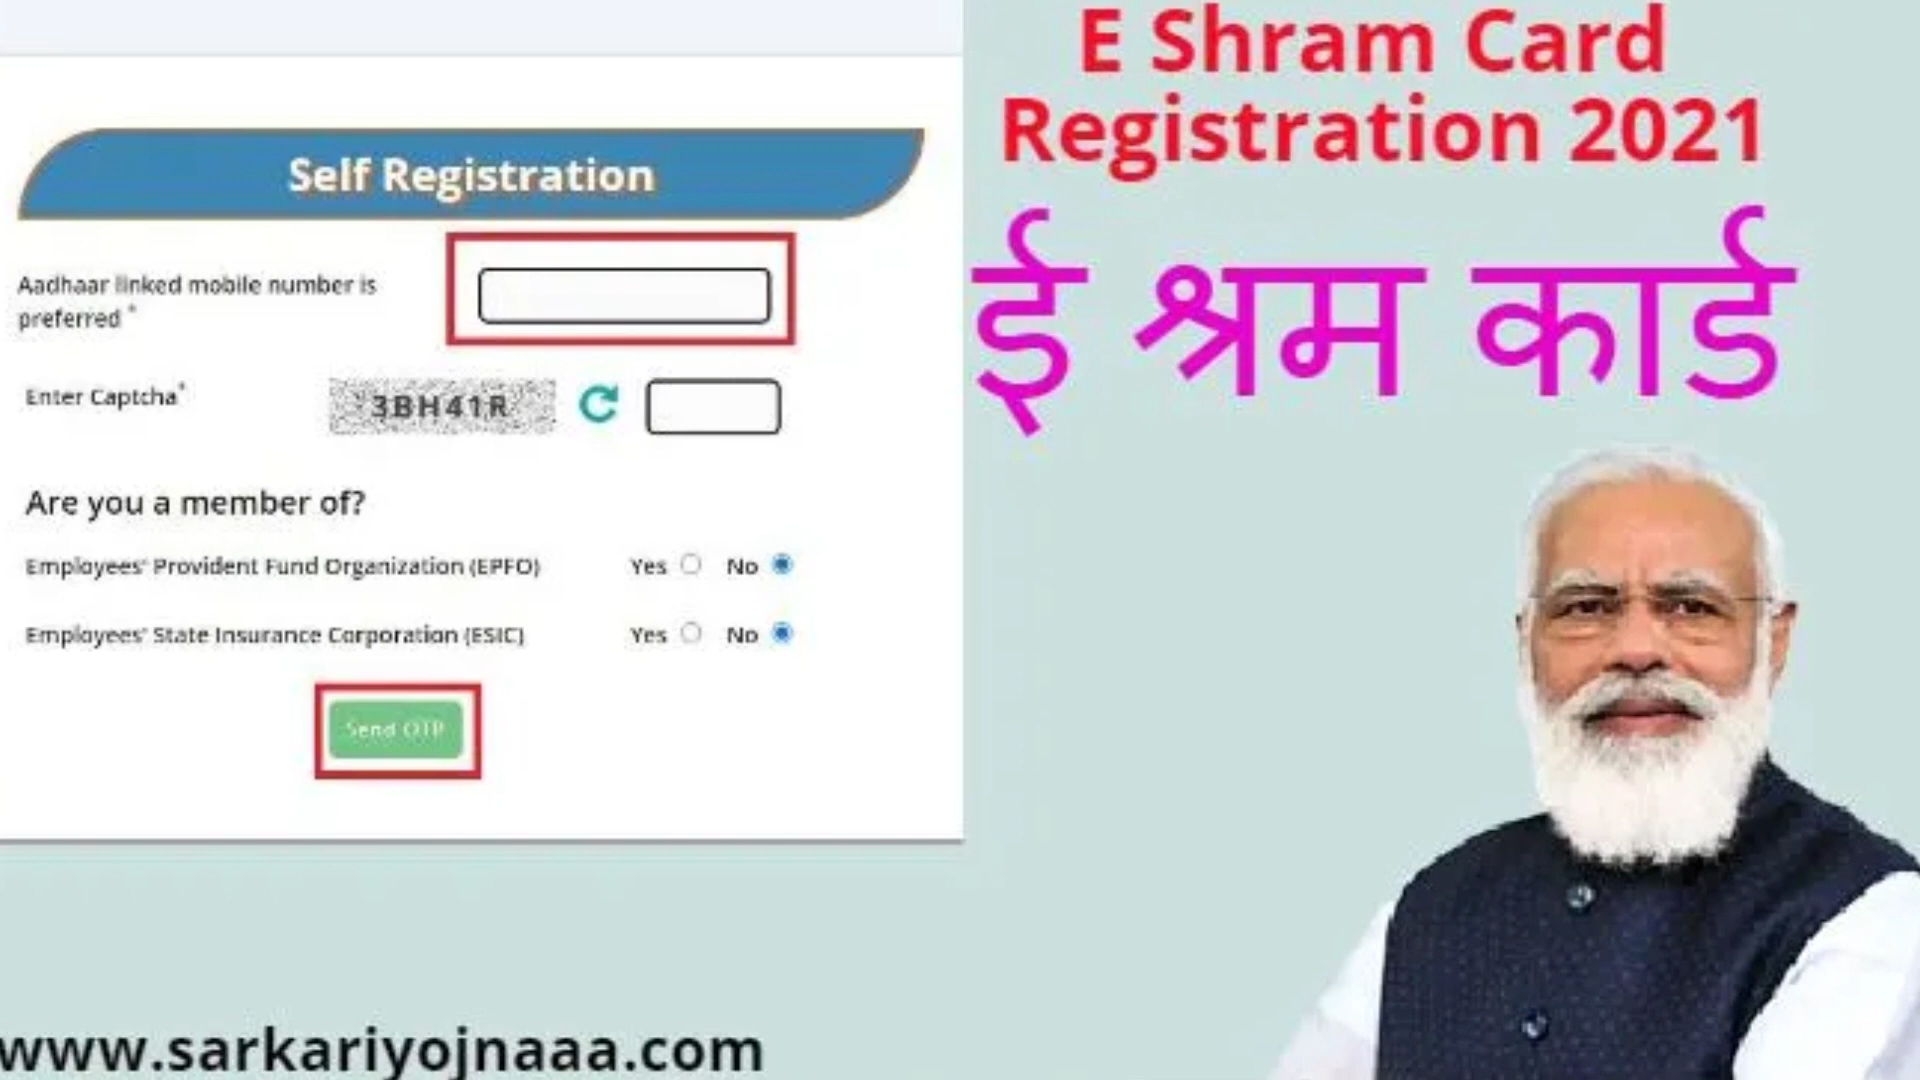 E Shram Card
Registration 2021
ई श्रम कार्ड
Self Registration
Aadhaar linked mobile number is
preferred *
Enter Captcha* 3BH41R
Are you a member of?
Employees' Provident Fund Organization (EPFO) Yes No
Employees' State Insurance Corporation (ESIC) Yes No
Send OTP
www.sarkariyojnaaa.com